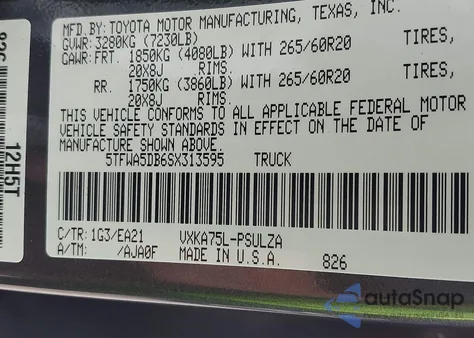 MFD.BY: TOYOTA MOTOR MANUFACTURING, TEXAS, INC.
GVWR: 3280KG (7230LB)
GAWR: FRT. 1850KG (4080LB) WITH 265/60R20 TIRES,
20X8J RIMS.
RR. 1750KG (3860LB) WITH 265/60R20 TIRES,
20X8J RIMS.
THIS VEHICLE CONFORMS TO ALL APPLICABLE FEDERAL MOTOR
VEHICLE SAFETY STANDARDS IN EFFECT ON THE DATE OF
MANUFACTURE SHOWN ABOVE.
5TFWA5DB6SX313595 TRUCK
C/TR: 1G3/EA21 VXKA75L-PSULZA
A/TM: /AJA0F MADE IN U.S.A. 826
826
12H5T
autoSnap